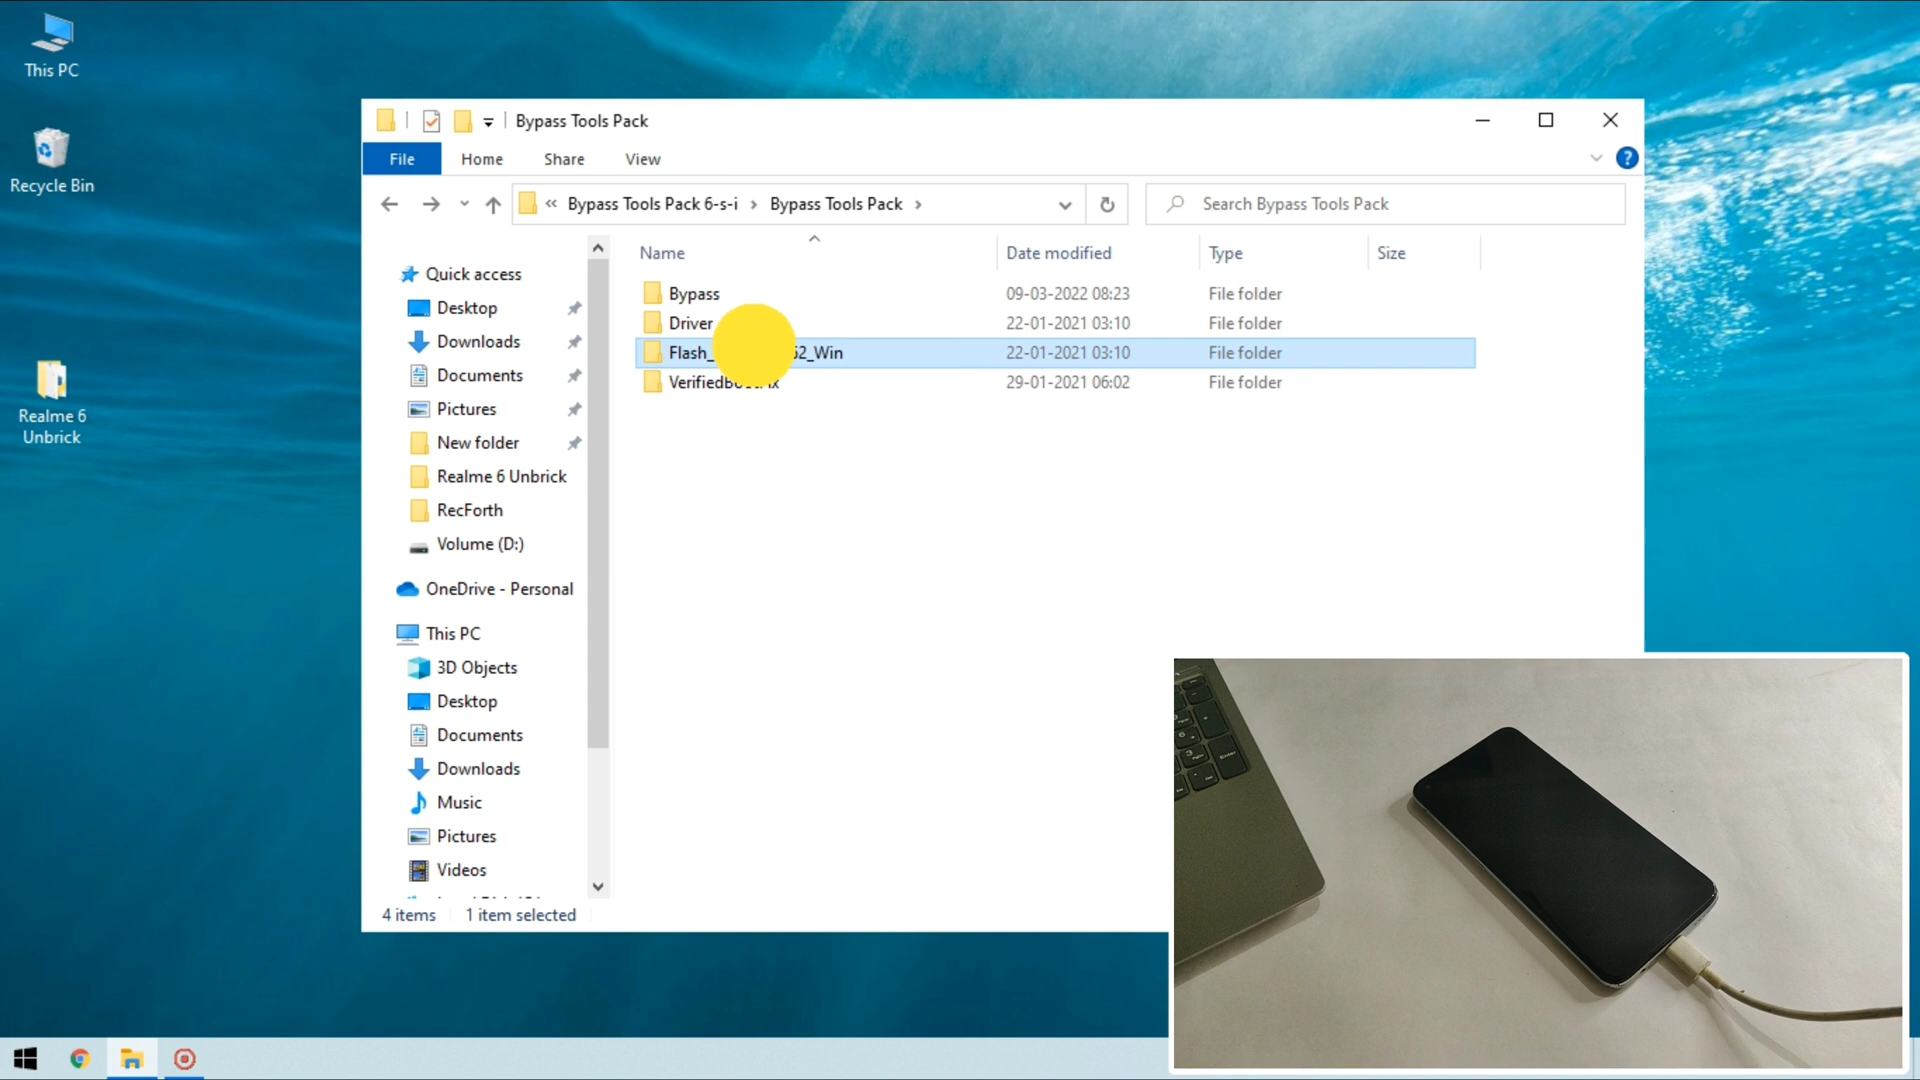 This PC
Recycle Bin
Realme 6
Unbrick
Bypass Tools Pack
File Home Share View
Bypass Tools Pack 6-s-i Bypass Tools Pack
Search Bypass Tools Pack
Name Date modified Type Size
Bypass 09-03-2022 08:23 File folder
Driver 22-01-2021 03:10 File folder
22-01-2021 03:10 File folder
29-01-2021 06:02 File folder
Quick access
Desktop
Downloads
Documents
Pictures
New folder
Realme 6 Unbrick
RecForth
Volume (D:)
OneDrive - Personal
This PC
3D Objects
Desktop
Documents
Downloads
Music
Pictures
Videos
4 items 1 item selected